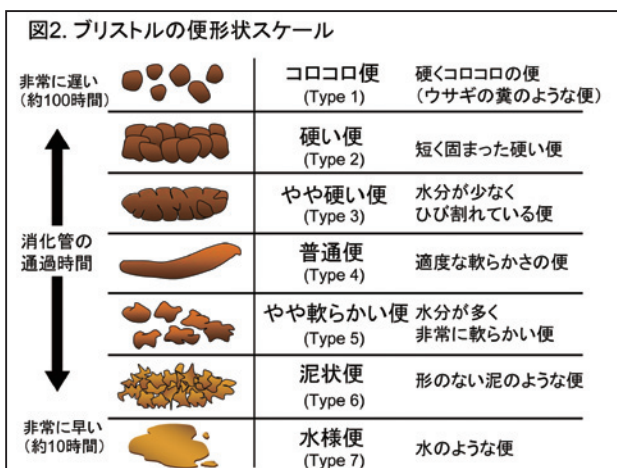 図2. ブリストルの便形状スケール
非常に遅い
（約100時間）
コロコロ便
(Type 1)
硬くコロコロの便
（ウサギの糞のような便）
硬い便
(Type 2)
短く固まった硬い便
やや硬い便
(Type 3)
水分が少なく
ひび割れている便
消化管の
通過時間
普通便
(Type 4)
適度な軟らかさの便
やや軟らかい便
(Type 5)
水分が多く
非常に軟らかい便
泥状便
(Type 6)
形のない泥のような便
非常に早い
（約10時間）
水様便
(Type 7)
水のような便